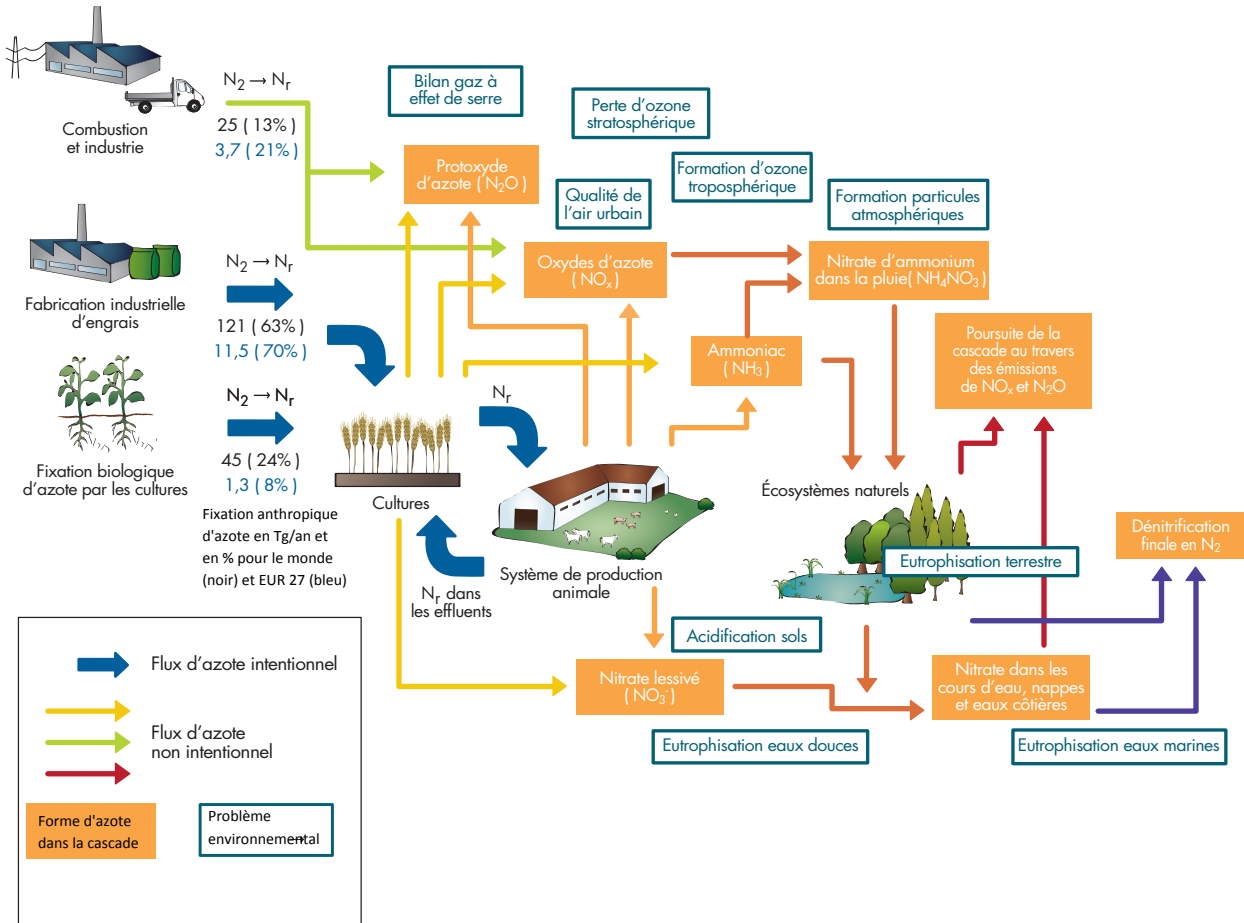 N₂ → Nᵣ
25 ( 13% )
3,7 ( 21% )
Combustion
et industrie
Bilan gaz à
effet de serre
Perte d'ozone
stratosphérique
Protoxyde
d'azote ( N₂O )
Formation d'ozone
troposphérique
Qualité de
l'air urbain
Formation particules
atmosphériques
N₂ → Nᵣ
Oxydes d'azote
( NOₓ )
Nitrate d'ammonium
dans la pluie( NH₄NO₃ )
Fabrication industrielle
d'engrais
121 ( 63% )
11,5 ( 70% )
Ammoniac
( NH₃ )
Poursuite de la
cascade au travers
des émissions
de NOₓ et N₂O
N₂ → Nᵣ
Nᵣ
45 ( 24% )
1,3 ( 8% )
Fixation biologique
d'azote par les cultures
Cultures
Écosystèmes naturels
Fixation anthropique
d'azote en Tg/an et
en % pour le monde
(noir) et EUR 27 (bleu)
Dénitrification
finale en N₂
Eutrophisation terrestre
Système de production
animale
Nᵣ dans
les effluents
Acidification sols
Nitrate lessivé
( NO₃⁻ )
Nitrate dans les
cours d'eau, nappes
et eaux côtières
Eutrophisation eaux douces
Eutrophisation eaux marines
Flux d'azote intentionnel
Flux d'azote
non intentionnel
Forme d'azote
dans la cascade
Problème
environnemental